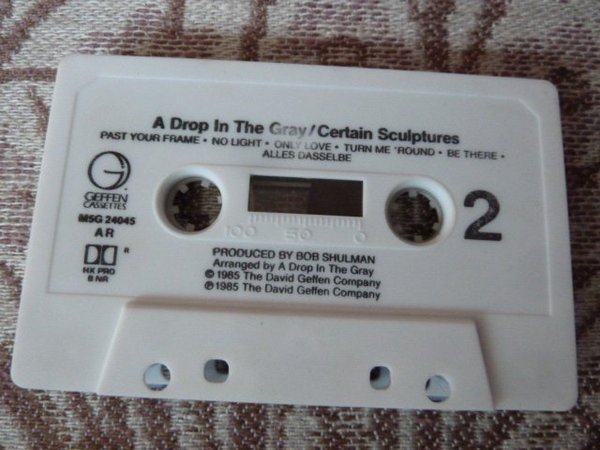 A Drop In The Gray/Certain Sculptures
PAST YOUR FRAME • NO LIGHT • ONLY LOVE • TURN ME 'ROUND • BE THERE •
ALLES DASSELBE
G
GEFFEN
CASSETTES
M5G 24045
AR
R
HX PRO
B NR
2
100 50 0
PRODUCED BY BOB SHULMAN
Arranged by A Drop In The Gray
© 1985 The David Geffen Company
℗ 1985 The David Geffen Company